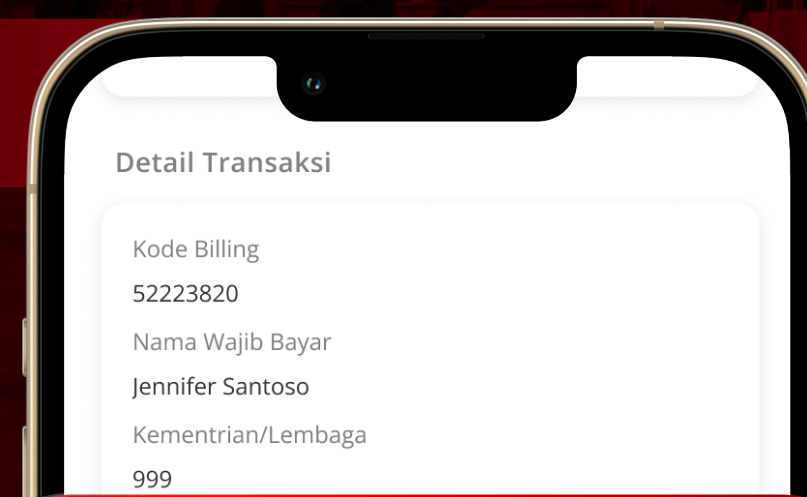 Detail Transaksi
Kode Billing
52223820
Nama Wajib Bayar
Jennifer Santoso
Kementrian/Lembaga
999